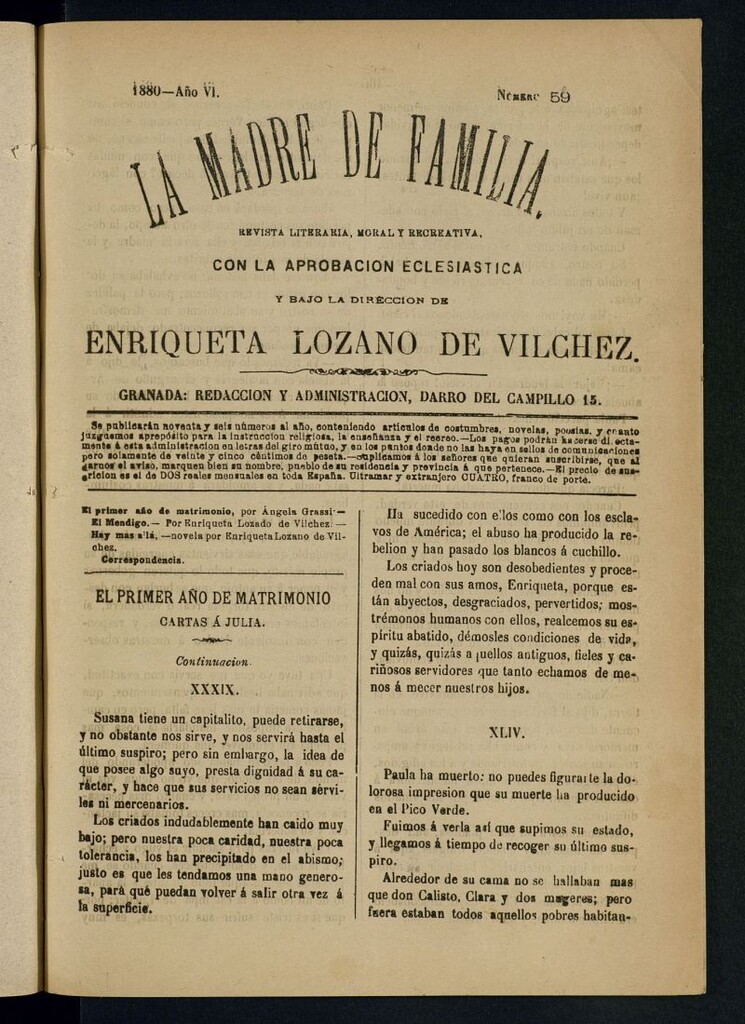 1880—Año VI.
Número 59
LA MADRE DE FAMILIA.
REVISTA LITERARIA, MORAL Y RECREATIVA,
CON LA APROBACION ECLESIASTICA
Y BAJO LA DIRECCION DE
ENRIQUETA LOZANO DE VILCHEZ.
GRANADA: REDACCION Y ADMINISTRACION, DARRO DEL CAMPILLO 15.
Se publicarán noventa y seis números al año, conteniendo artículos de costumbres, novelas, poesías, y cuanto
juzguemos apropósito para la instruccion religiosa, la enseñanza y el recreo.—Los pagos podrán hacerse directa-
mente á esta administracion en letras del giro mútuo, y en los puntos donde no las haya en sellos de comunicaciones
pero solamente de veinte y cinco céntimos de peseta.—Suplicamos á los señores que quieran suscribirse, que al
darnos el aviso, marquen bien su nombre, pueblo de su residencia y provincia á que pertenece.—El precio de sus-
cricion es el de DOS reales mensuales en toda España. Ultramar y extranjero CUATRO, franco de porte.
El primer año de matrimonio, por Ángela Grassi—
El Mendigo.— Por Enriqueta Lozado de Vilchez.—
Hay mas allá, —novela por Enriqueta Lozano de Vil-
chez.
Correspondencia.
EL PRIMER AÑO DE MATRIMONIO
CARTAS Á JULIA.
Continuacion.
XXXIX.
Susana tiene un capitalito, puede retirarse,
y no obstante nos sirve, y nos servirá hasta el
último suspiro; pero sin embargo, la idea de
que posee algo suyo, presta dignidad á su ca-
rácter, y hace que sus servicios no sean sérvi-
les ni mercenarios.
Los criados indudablemente han caido muy
bajo; pero nuestra poca caridad, nuestra poca
tolerancia, los han precipitado en el abismo;
justo es que les tendamos una mano genero-
sa, pará qué puedan volver á salir otra vez á
la superficie.
Ha sucedido con ellos como con los escla-
vos de América; el abuso ha producido la re-
belion y han pasado los blancos á cuchillo.
Los criados hoy son desobedientes y proce-
den mal con sus amos, Enriqueta, porque es-
tán abyectos, desgraciados, pervertidos; mos-
trémonos humanos con ellos, realcemos su es-
píritu abatido, démosles condiciones de vida,
y quizás, quizás aquellos antiguos, fieles y ca-
riñosos servidores que tanto echamos de me-
nos á mecer nuestros hijos.
XLIV.
Paula ha muerto: no puedes figurarte la do-
lorosa impresion que su muerte ha producido
en el Pico Verde.
Fuimos á verla así que supimos su estado,
y llegamos á tiempo de recoger su último sus-
piro.
Alrededor de su cama no se hallaban mas
que don Calisto, Clara y dos mugeres; pero
fuera estaban todos aquellos pobres habitan-